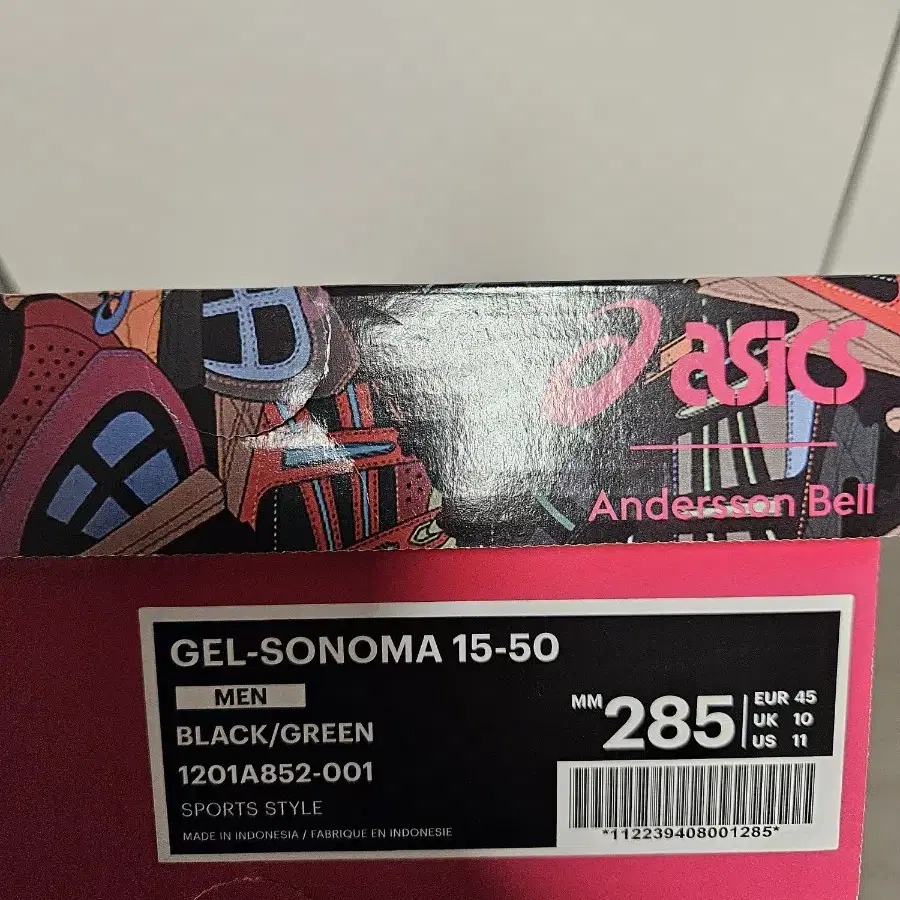 asics
Andersson Bell
GEL-SONOMA 15-50
MEN
BLACK/GREEN
1201A852-001
SPORTS STYLE
MADE IN INDONESIA / FABRIQUE EN INDONESIE
MM 285
EUR 45
UK 10
US 11
*112239408001285*